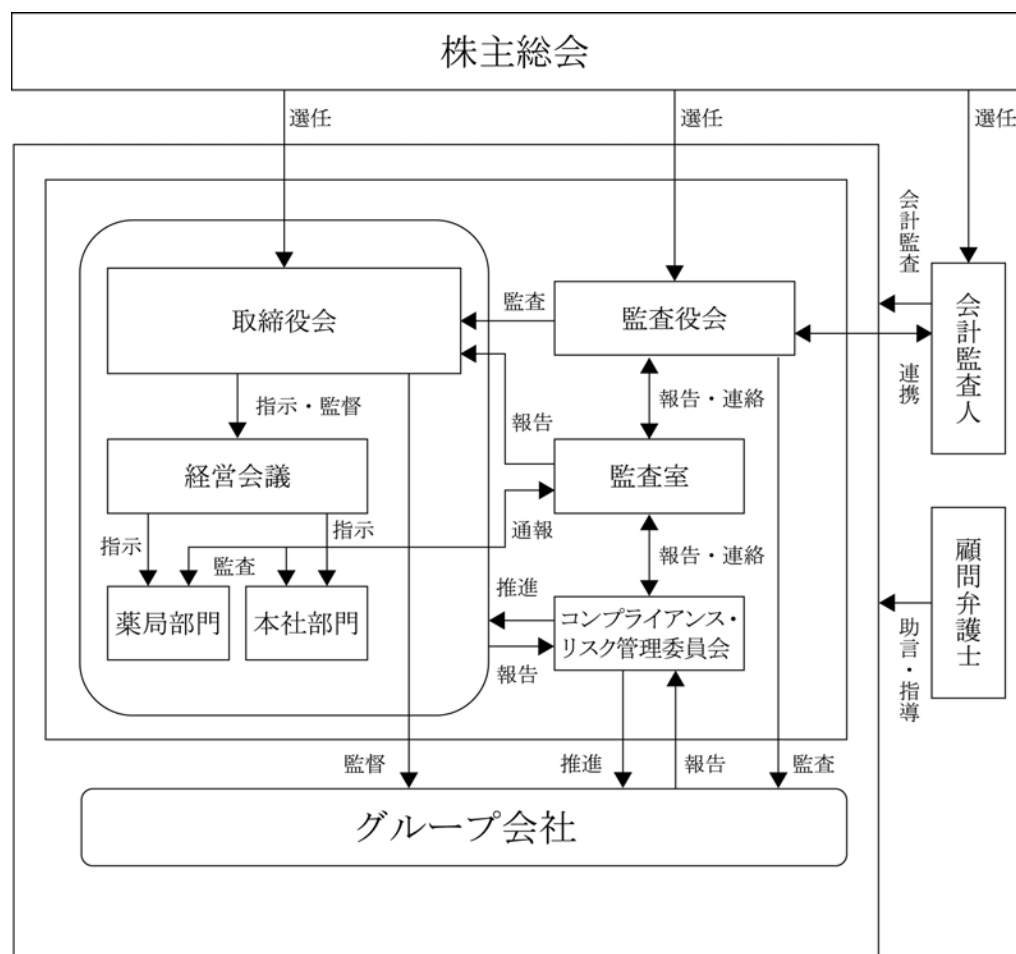 株主総会
選任
選任
選任
会計監査
取締役会
監査
監査役会
会計監査人
連携
指示・監督
報告
報告・連絡
経営会議
監査室
指示
指示
監査
通報
報告・連絡
顧問弁護士
薬局部門
本社部門
推進
コンプライアンス・
リスク管理委員会
報告
助言・指導
監督
推進
報告
監査
グループ会社